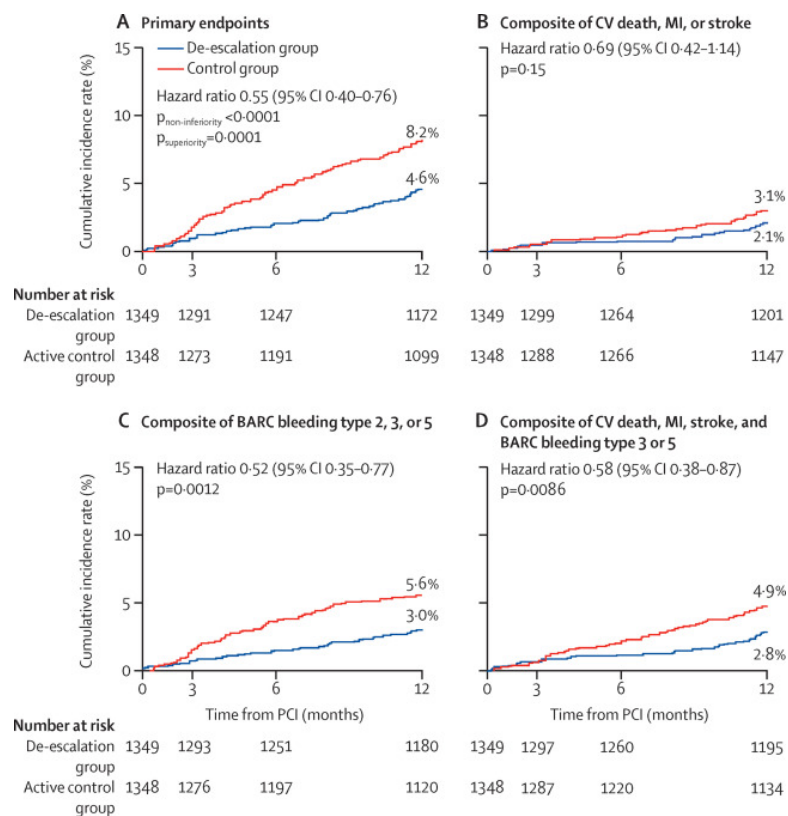 A Primary endpoints
15
De-escalation group
Control group
Hazard ratio 0·55 (95% CI 0·40–0·76)
pnon-inferiority <0·0001
psuperiority=0·0001
10
8·2%
5
4·6%
0
Cumulative incidence rate (%)
0 3 6 12
B Composite of CV death, MI, or stroke
Hazard ratio 0·69 (95% CI 0·42–1·14)
p=0·15
3·1%
2·1%
0 3 6 12
Number at risk
De-escalation 1349 1291 1247 1172 1349 1299 1264 1201
group
Active control 1348 1273 1191 1099 1348 1288 1266 1147
group
C Composite of BARC bleeding type 2, 3, or 5
15
Hazard ratio 0·52 (95% CI 0·35–0·77)
p=0·0012
10
5·6%
5
3·0%
0
Cumulative incidence rate (%)
0 3 6 12
Time from PCI (months)
D Composite of CV death, MI, stroke, and
BARC bleeding type 3 or 5
Hazard ratio 0·58 (95% CI 0·38–0·87)
p=0·0086
4·9%
2·8%
0 3 6 12
Time from PCI (months)
Number at risk
De-escalation 1349 1293 1251 1180 1349 1297 1260 1195
group
Active control 1348 1276 1197 1120 1348 1287 1220 1134
group